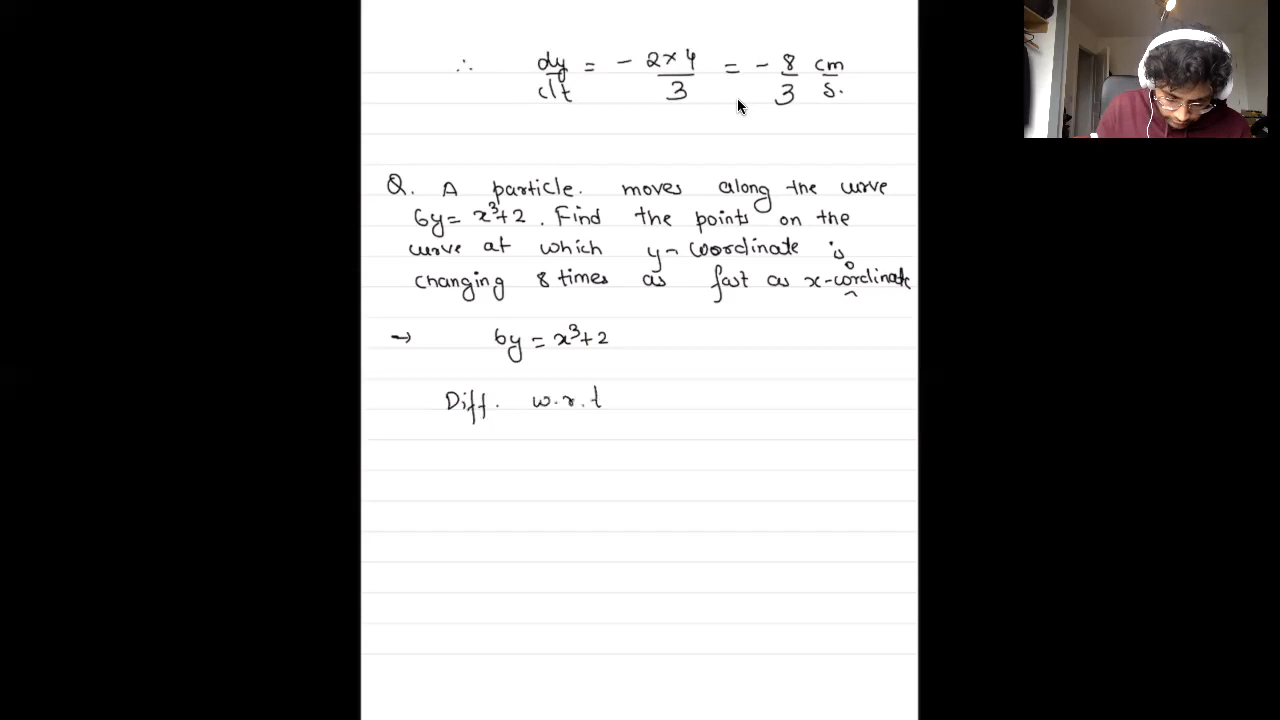 ∴ dy/dt = - 2×4/3 = - 8/3 cm/s.
Q. A particle. moves along the curve
6y = x³+2 . Find the points on the
curve at which y- coordinate is
changing 8 times as fast as x-coordinate
→ 6y = x³+2
Diff. w.r.t